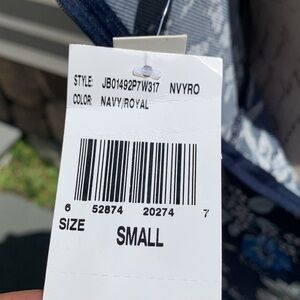 STYLE: JB01492P7W317 NVYRO
COLOR: NAVY/ROYAL
6 52874 20274 7
SIZE SMALL